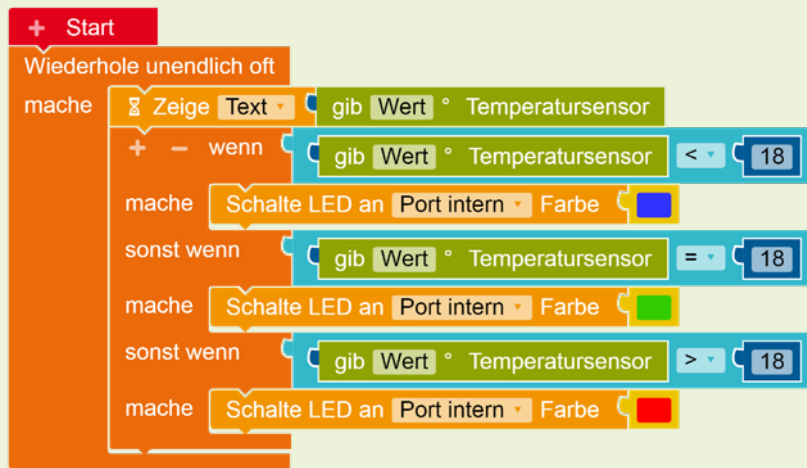 + Start
Wiederhole unendlich oft
mache Zeige Text gib Wert ° Temperatursensor
+ − wenn gib Wert ° Temperatursensor < 18
mache Schalte LED an Port intern Farbe
sonst wenn gib Wert ° Temperatursensor = 18
mache Schalte LED an Port intern Farbe
sonst wenn gib Wert ° Temperatursensor > 18
mache Schalte LED an Port intern Farbe